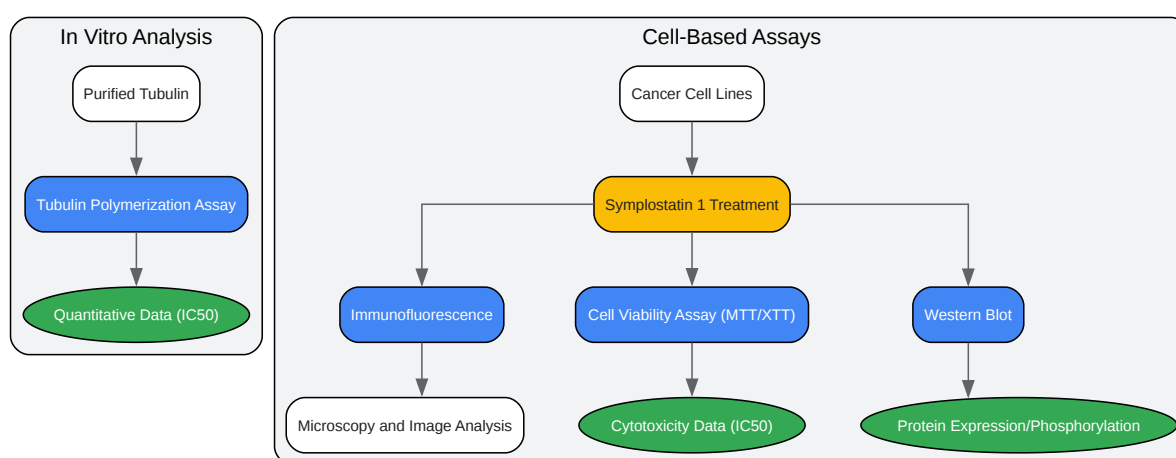 In Vitro Analysis
Purified Tubulin
Tubulin Polymerization Assay
Quantitative Data (IC50)
Cell-Based Assays
Cancer Cell Lines
Symplostatin 1 Treatment
Immunofluorescence
Cell Viability Assay (MTT/XTT)
Western Blot
Microscopy and Image Analysis
Cytotoxicity Data (IC50)
Protein Expression/Phosphorylation